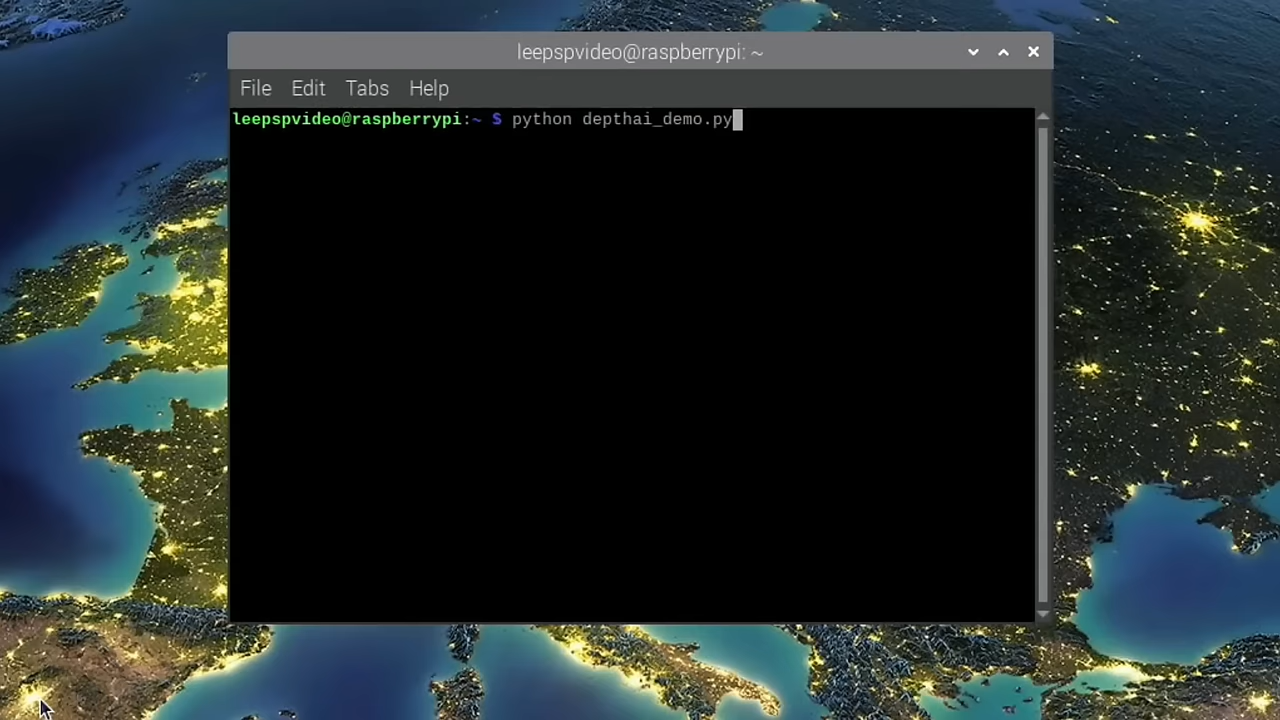 leepspvideo@raspberrypi: ~
File Edit Tabs Help
leepspvideo@raspberrypi:~ $ python depthai_demo.py